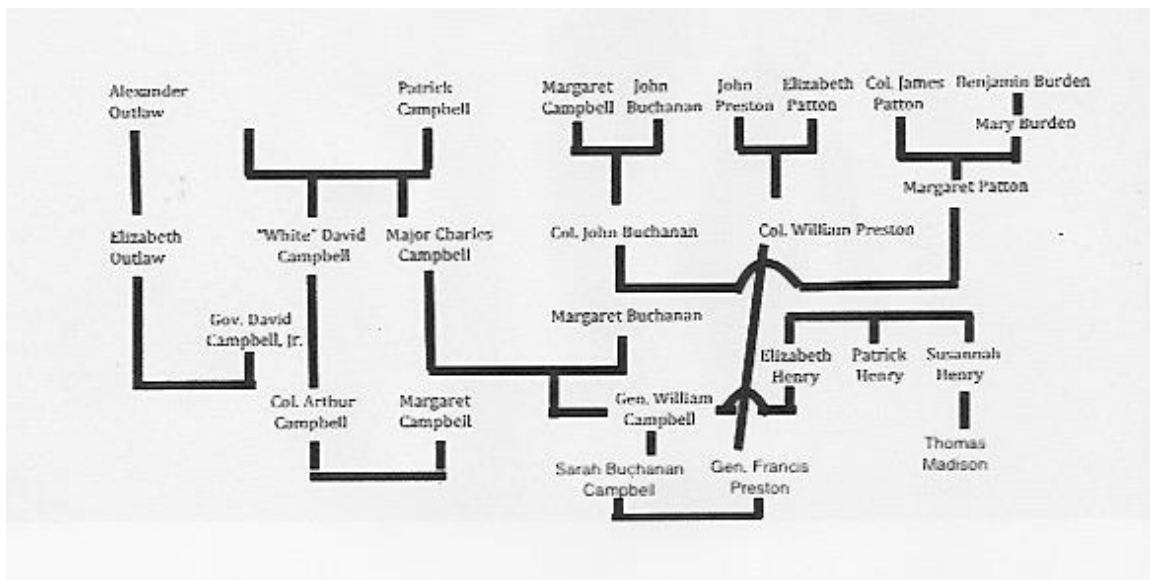 Alexander
Outlaw
Patrick
Campbell
Margaret
Campbell
John
Buchanan
John
Preston
Elizabeth
Patton
Col. James
Patton
Benjamin Burden
Mary Burden
Margaret Patton
Elizabeth
Outlaw
"White" David
Campbell
Major Charles
Campbell
Col. John Buchanan
Col. William Preston
Gov. David
Campbell, Jr.
Margaret Buchanan
Elizabeth
Henry
Patrick
Henry
Susannah
Henry
Col. Arthur
Campbell
Margaret
Campbell
Gen. William
Campbell
Thomas
Madison
Sarah Buchanan
Campbell
Gen. Francis
Preston